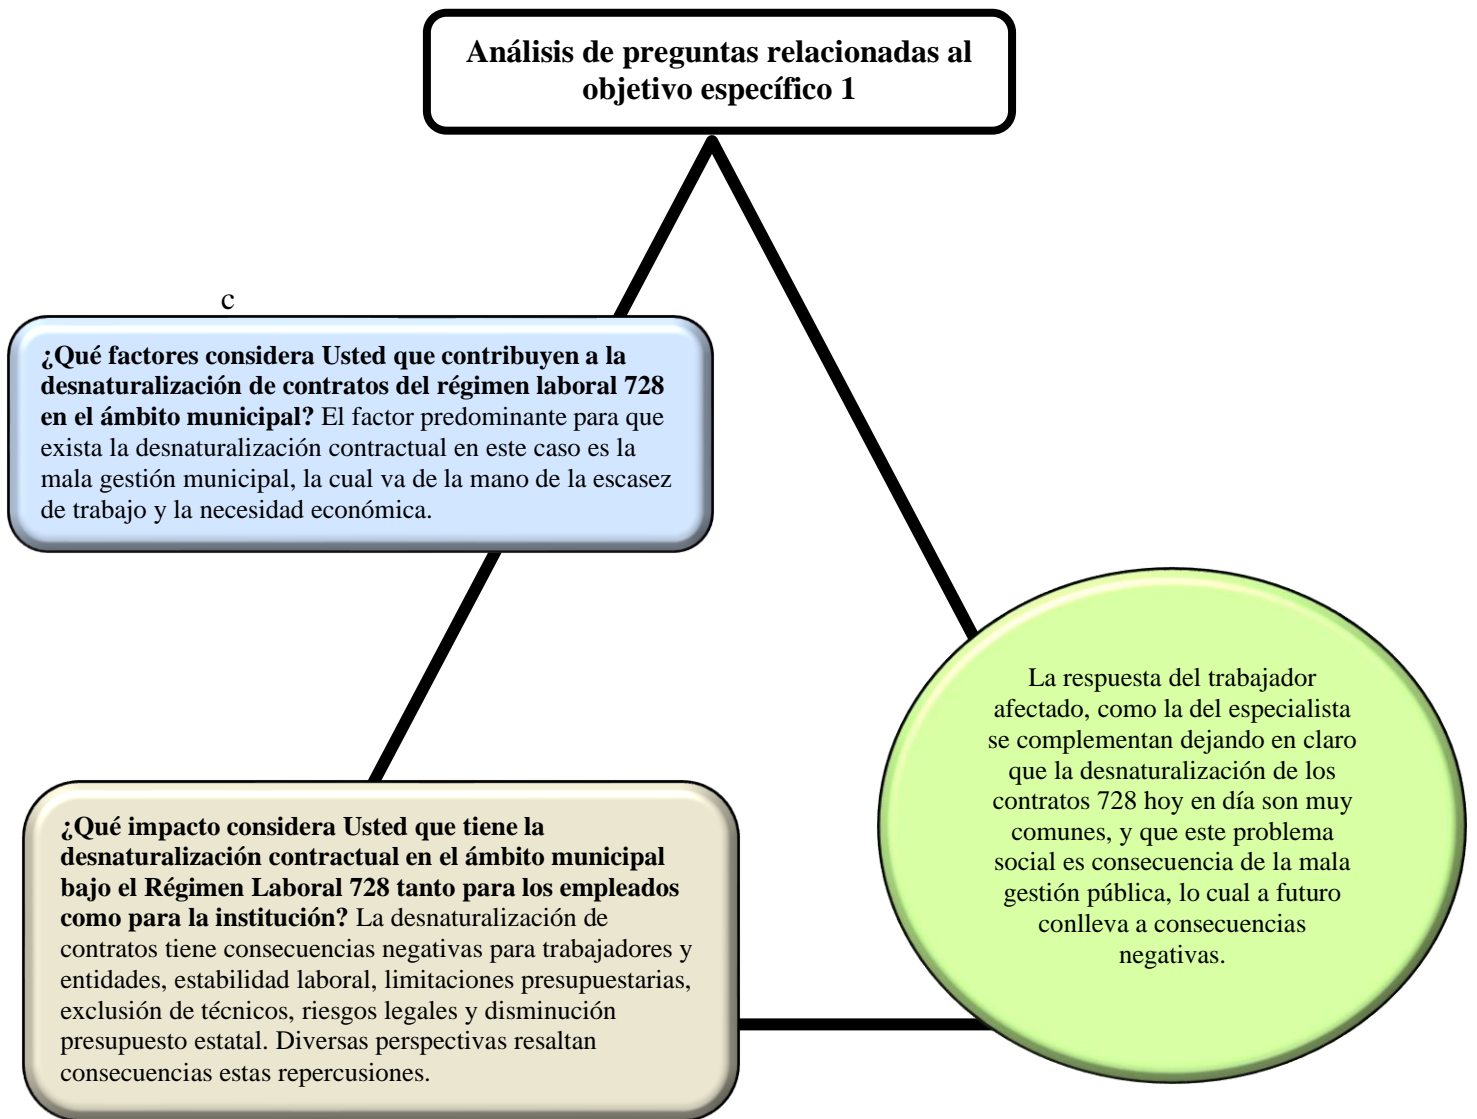 Análisis de preguntas relacionadas al
objetivo específico 1
c
¿Qué factores considera Usted que contribuyen a la
desnaturalización de contratos del régimen laboral 728
en el ámbito municipal? El factor predominante para que
exista la desnaturalización contractual en este caso es la
mala gestión municipal, la cual va de la mano de la escasez
de trabajo y la necesidad económica.
La respuesta del trabajador
afectado, como la del especialista
se complementan dejando en claro
que la desnaturalización de los
contratos 728 hoy en día son muy
comunes, y que este problema
social es consecuencia de la mala
gestión pública, lo cual a futuro
conlleva a consecuencias
negativas.
¿Qué impacto considera Usted que tiene la
desnaturalización contractual en el ámbito municipal
bajo el Régimen Laboral 728 tanto para los empleados
como para la institución? La desnaturalización de
contratos tiene consecuencias negativas para trabajadores y
entidades, estabilidad laboral, limitaciones presupuestarias,
exclusión de técnicos, riesgos legales y disminución
presupuesto estatal. Diversas perspectivas resaltan
consecuencias estas repercusiones.